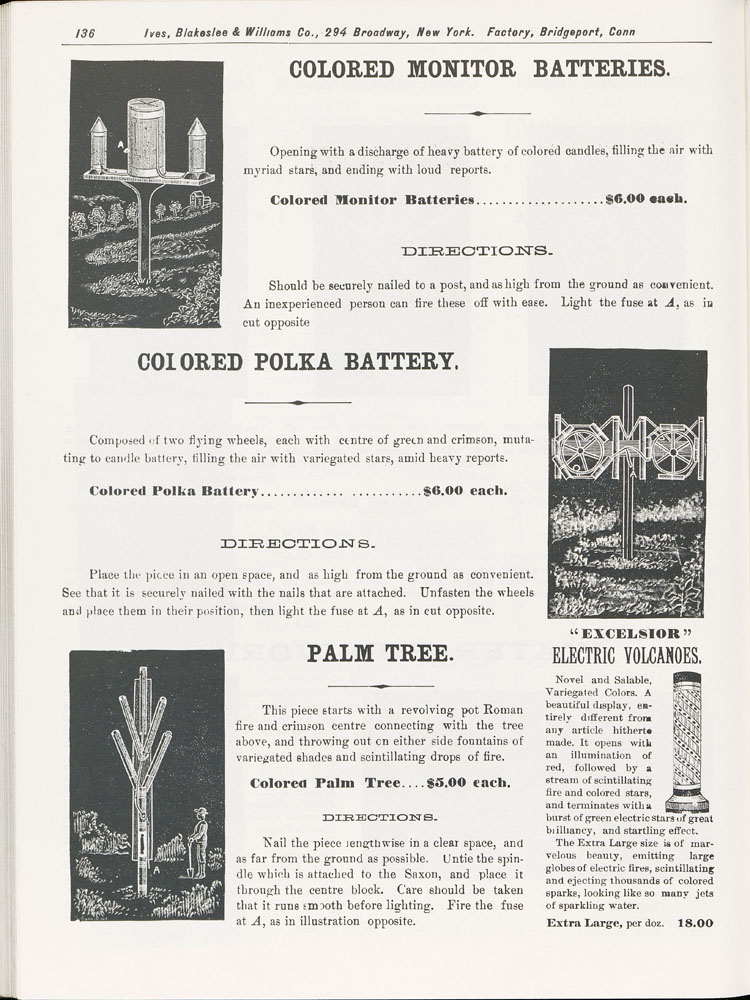 136 Ives, Blakeslee & Williams Co., 294 Broadway, New York. Factory, Bridgeport, Conn
COLORED MONITOR BATTERIES.
Opening with a discharge of heavy battery of colored candles, filling the air with
myriad stars, and ending with loud reports.
Colored Monitor Batteries...................$6.00 each.
DIRECTIONS.
Should be securely nailed to a post, and as high from the ground as convenient.
An inexperienced person can fire these off with ease. Light the fuse at A, as in
cut opposite
A
COLORED POLKA BATTERY.
Composed of two flying wheels, each with centre of green and crimson, muta-
ting to candle battery, filling the air with variegated stars, amid heavy reports.
Colored Polka Battery............. ...........$6.00 each.
DIRECTIONS.
Place the piece in an open space, and as high from the ground as convenient.
See that it is securely nailed with the nails that are attached. Unfasten the wheels
and place them in their position, then light the fuse at A, as in cut opposite.
A
PALM TREE.
This piece starts with a revolving pot Roman
fire and crimson centre connecting with the tree
above, and throwing out on either side fountains of
variegated shades and scintillating drops of fire.
Colored Palm Tree....$5.00 each.
DIRECTIONS.
Nail the piece lengthwise in a clear space, and
as far from the ground as possible. Untie the spin-
dle which is attached to the Saxon, and place it
through the centre block. Care should be taken
that it runs smooth before lighting. Fire the fuse
at A, as in illustration opposite.
A
"EXCELSIOR"
ELECTRIC VOLCANOES.
Novel and Salable,
Variegated Colors. A
beautiful display, en-
tirely different from
any article hitherto
made. It opens with
an illumination of
red, followed by a
stream of scintillating
fire and colored stars,
and terminates with a
burst of green electric stars of great
brilliancy, and startling effect.
The Extra Large size is of mar-
velous beauty, emitting large
globes of electric fires, scintillating
and ejecting thousands of colored
sparks, looking like so many jets
of sparkling water.
Extra Large, per doz. 18.00